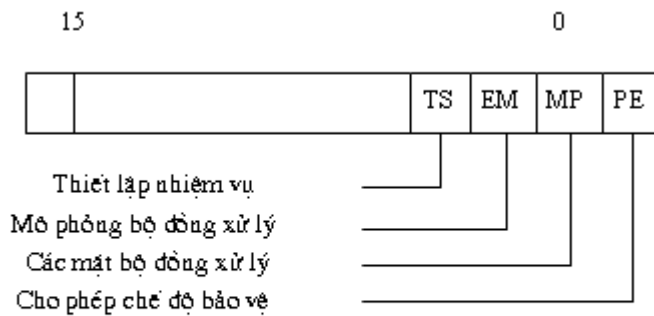 15 0
TS EM MP PE
Thiết lập nhiệm vụ
Mô phỏng bộ đồng xử lý
Các mặt bộ đồng xử lý
Cho phép chế độ bảo vệ